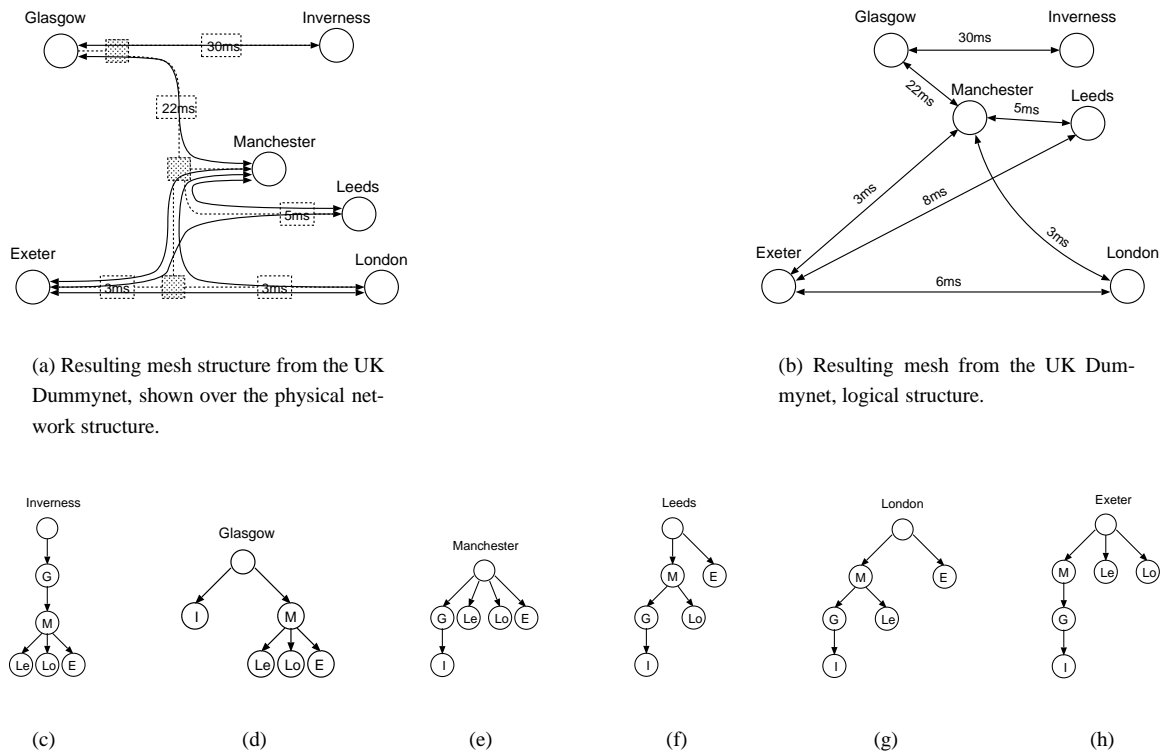 Glasgow
Inverness
30ms
22ms
Manchester
Leeds
5ms
Exeter
London
3ms
3ms
(a) Resulting mesh structure from the UK
Dummynet, shown over the physical net-
work structure.
Glasgow
Inverness
30ms
22ms
Manchester
Leeds
5ms
3ms
8ms
3ms
Exeter
London
6ms
(b) Resulting mesh from the UK Dum-
mynet, logical structure.
Inverness
G
M
Le Lo E
(c)
Glasgow
I M
Le Lo E
(d)
Manchester
G Le Lo E
I
(e)
Leeds
M E
G Lo
I
(f)
London
M E
G Le
I
(g)
Exeter
M Le Lo
G
I
(h)